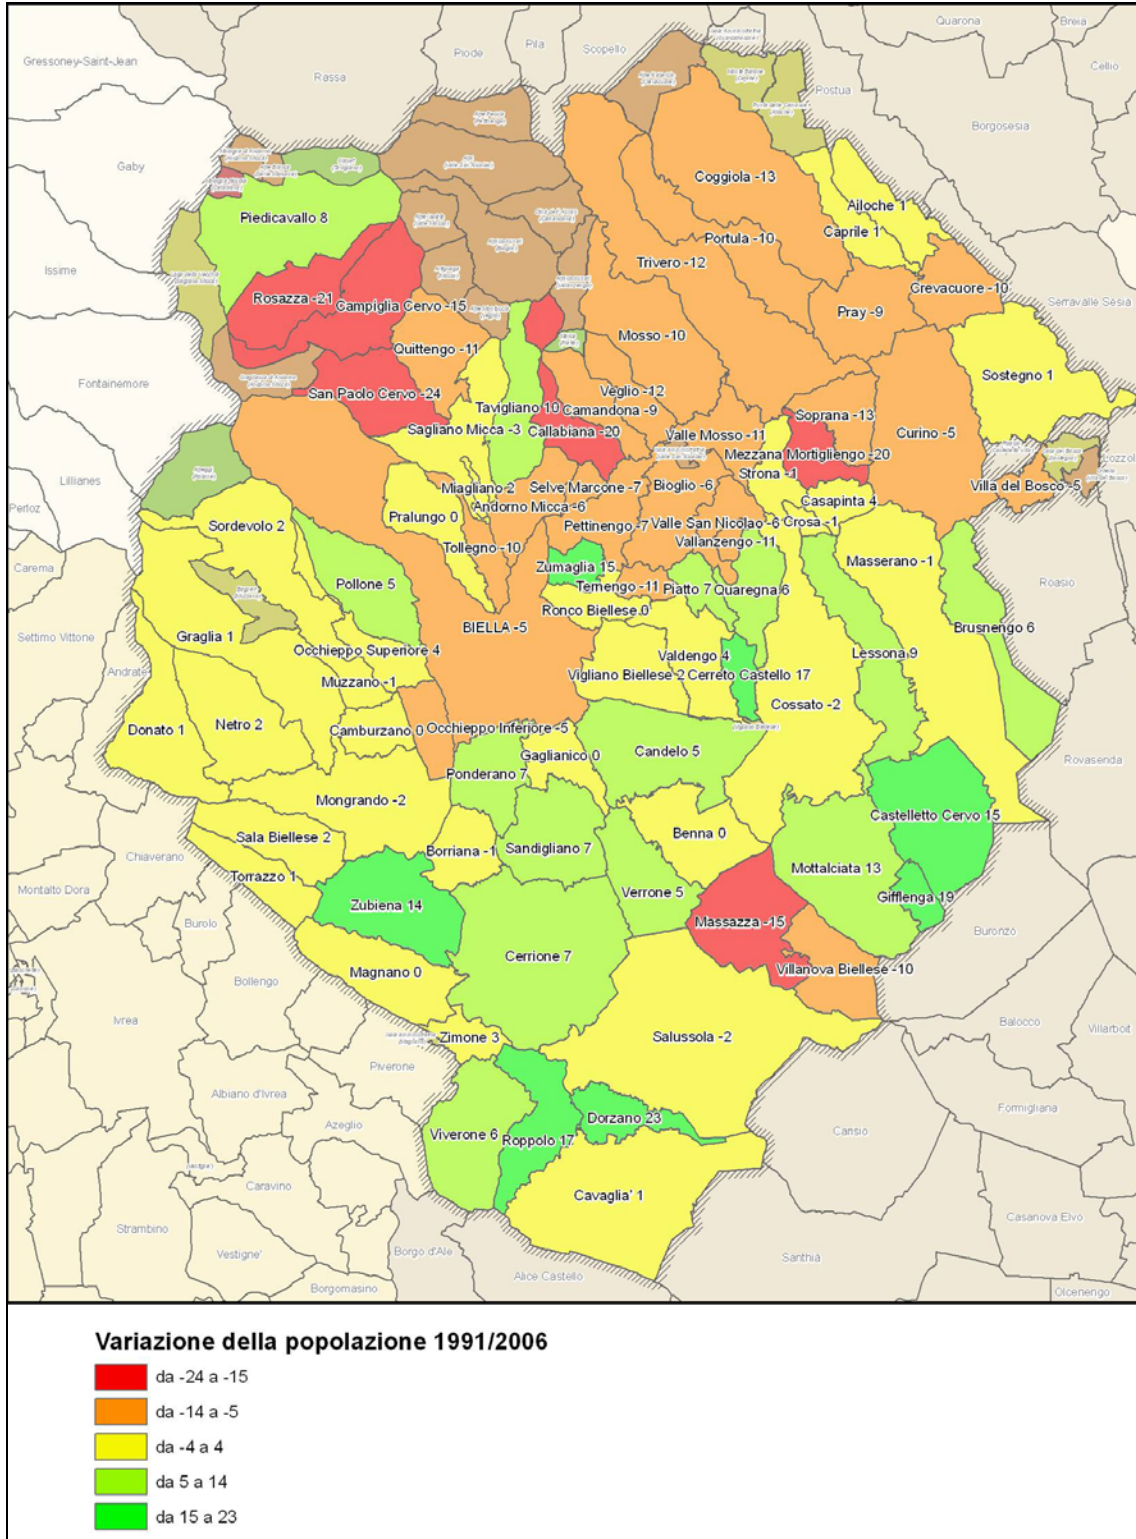 Quarona
Breia
Piode
Pila
Scopello
Cellio
Gressoney-Saint-Jean
Rassa
Postua
Borgosesia
Gaby
Coggiola -13
Ailoche 1
Piedicavallo 8
Caprile 1
Portula -10
Trivero -12
Issime
Crevacuore -10
Rosazza -21
Campiglia Cervo -15
Serravalle Sesia
Pray -9
Mosso -10
Quittengo -11
Fontainemore
Sostegno 1
San Paolo Cervo -24
Veglio -12
Tavigliano 10
Camandona -9
Soprana -13
Sagliano Micca -3
Callabiana -20
Valle Mosso -11
Curino -5
Mezzana Mortigliengo -20
Lillianes
Strona -1
Selve Marcone -7
Bioglio -6
Villa del Bosco -5
Miagliano 2
Casapinta 4
Andorno Micca -6
Pertoz
Pralungo 0
Sordevolo 2
Pettinengo -7
Valle San Nicolao -6
Crosa -1
Vallanzengo -11
Tollegno -10
Masserano -1
Carema
Zumaglia 15
Roasio
Pollone 5
Ternengo -11
Piatto 7
Quaregna 6
Ronco Biellese 0
BIELLA -5
Settimo Vittone
Graglia 1
Brusnengo 6
Occhieppo Superiore 4
Valdengo 4
Lessona 9
Andrate
Muzzano -1
Vigliano Biellese 2
Cerreto Castello 17
Cossato -2
Donato 1
Netro 2
Camburzano 0
Occhieppo Inferiore -5
Gaglianico 0
Candelo 5
Rovasenda
Ponderano 7
Mongrando -2
Castelletto Cervo 15
Sala Biellese 2
Benna 0
Borriana -1
Sandigliano 7
Chiaverano
Mottalciata 13
Torrazzo 1
Montalto Dora
Verrone 5
Gifflenga 19
Zubiena 14
Burolo
Massazza -15
Buronzo
Cerrione 7
Magnano 0
Villanova Biellese -10
Bollengo
Ivrea
Balocco
Villarboit
Zimone 3
Salussola -2
Piverone
Albiano d'Ivrea
Formigliana
Azeglio
Dorzano 23
Viverone 6
Roppolo 17
Carisio
Caravino
Cavaglia' 1
Strambino
Casanova Elvo
Vestigne'
Borgo d'Ale
Santhià
Alice Castello
Borgomasino
Olcenengo
Variazione della popolazione 1991/2006
da -24 a -15
da -14 a -5
da -4 a 4
da 5 a 14
da 15 a 23